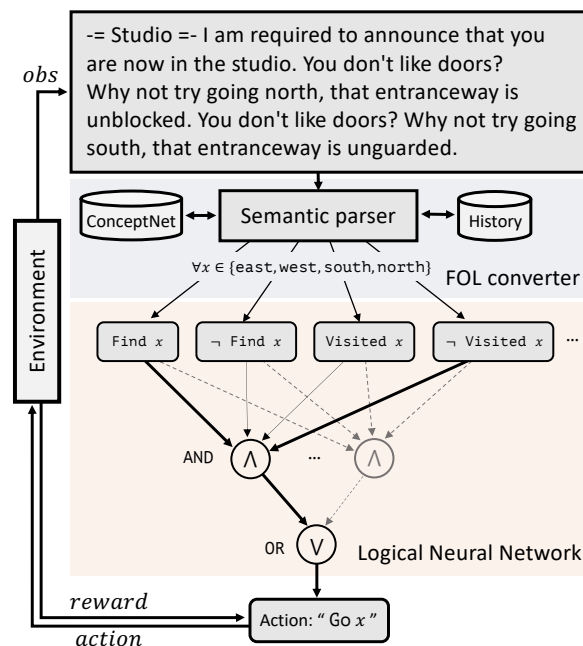 -= Studio =- I am required to announce that you
are now in the studio. You don't like doors?
Why not try going north, that entranceway is
unblocked. You don't like doors? Why not try going
south, that entranceway is unguarded.
obs
ConceptNet
Semantic parser
History
∀x ∈ {east, west, south, north}
FOL converter
Environment
Find x
¬ Find x
Visited x
¬ Visited x
...
AND
∧
...
∧
OR
∨
Logical Neural Network
reward
action
Action: “ Go x ”